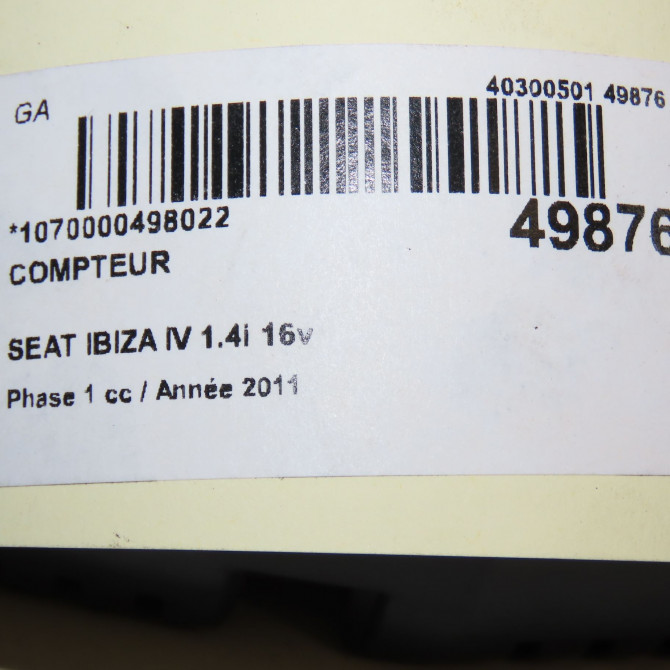 GA
40300501 49876
*1070000498022
49876
COMPTEUR
SEAT IBIZA IV 1.4i 16v
Phase 1 cc / Année 2011